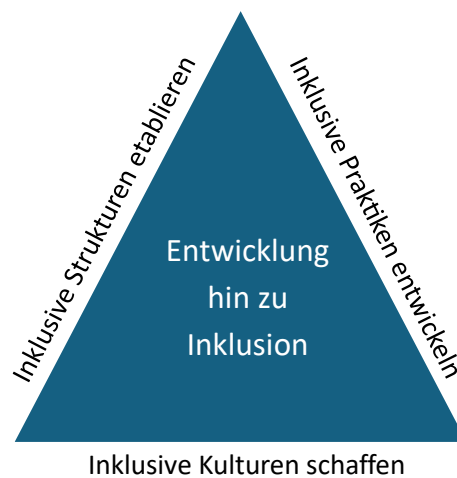 Inklusive Strukturen etablieren
Inklusive Praktiken entwickeln
Entwicklung
hin zu
Inklusion
Inklusive Kulturen schaffen